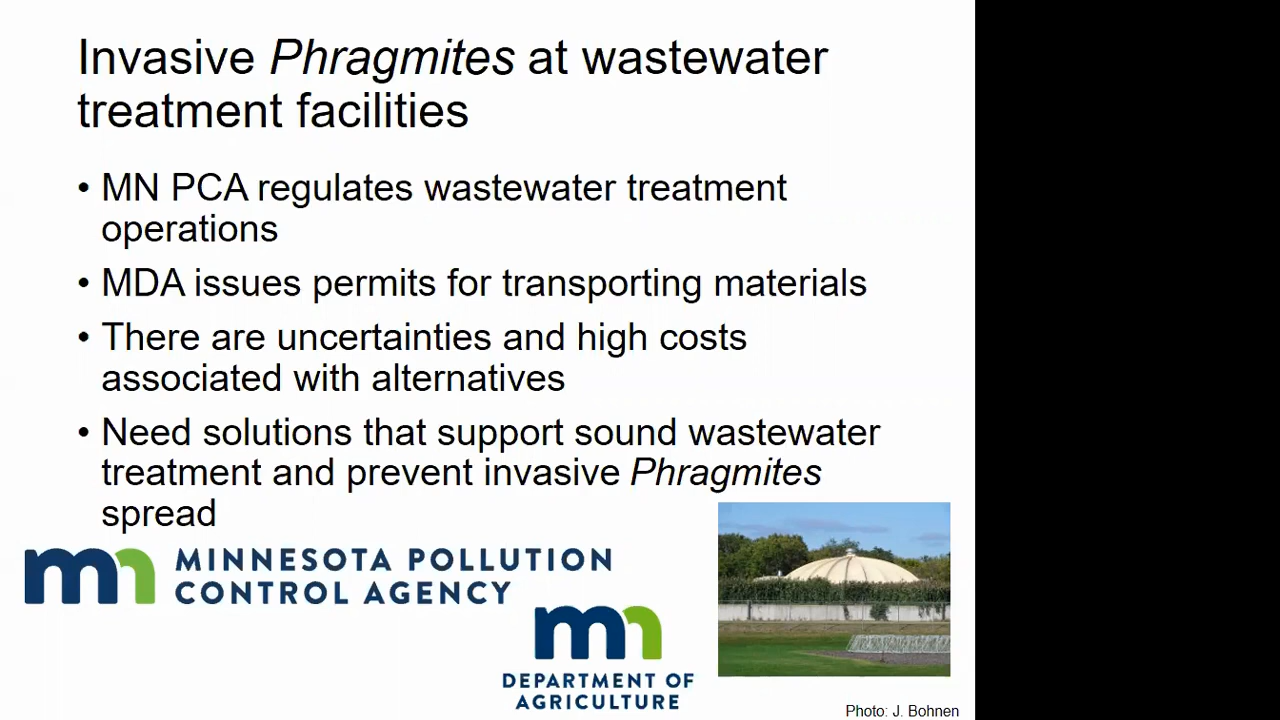 Invasive Phragmites at wastewater
treatment facilities
• MN PCA regulates wastewater treatment
operations
• MDA issues permits for transporting materials
• There are uncertainties and high costs
associated with alternatives
• Need solutions that support sound wastewater
treatment and prevent invasive Phragmites
spread
mn MINNESOTA POLLUTION
CONTROL AGENCY
mn
DEPARTMENT OF
AGRICULTURE
Photo: J. Bohnen